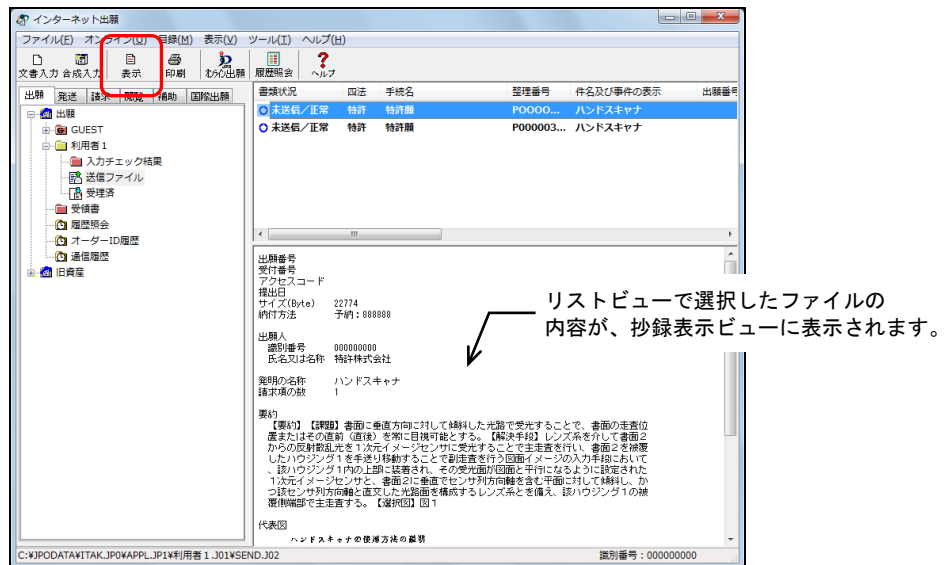 インターネット出願
ファイル(F) オンライン(O) 目録(M) 表示(V) ツール(T) ヘルプ(H)
文書入力 合成入力 表示 印刷 わんぱく出願 履歴照会 ヘルプ
出願 発送 請求 閲覧 補助 国際出願
出願
GUEST
利用者1
入力チェック結果
送信ファイル
受理済
受領書
履歴照会
オーダーID履歴
通信履歴
旧資産
書類状況 四法 手続名 整理番号 件名及び事件の表示 出願番号
未送信/正常 特許 特許願 P0000... ハンドスキャナ
未送信/正常 特許 特許願 P000003... ハンドスキャナ
出願番号
受付番号
アクセスコード
提出日
サイズ(Byte) 22774
納付方法 予納:888888
出願人
識別番号 000000000
氏名又は名称 特許株式会社
発明の名称 ハンドスキャナ
請求項の数 1
要約
【要約】【課題】書面に垂直方向に対して傾斜した光路で受光することで、書面の走査位
置またはその直前(直後)を常に目視可能とする。【解決手段】レンズ系を介して書面2
からの反射散乱光を1次元イメージセンサに受光することで主走査を行い、書面2を被覆
したハウジング1を手送り移動することで副走査を行う図面イメージの入力手段において
、該ハウジング1内の上部に装着され、その受光面が図面と平行になるように設定された
1次元イメージセンサと、書面2に垂直でセンサ列方向軸を含む平面に対して傾斜し、か
つ該センサ列方向軸と直交した光路面を構成するレンズ系とを備え、該ハウジング1の被
覆側端部で主走査する。【選択図】図1
代表図
ハンドスキャナの使用方法の説明
リストビューで選択したファイルの
内容が、抄録表示ビューに表示されます。
C:¥JPODATA¥ITAK.JP0¥APPL.JP1¥利用者1.J01¥SEND.J02 識別番号:000000000